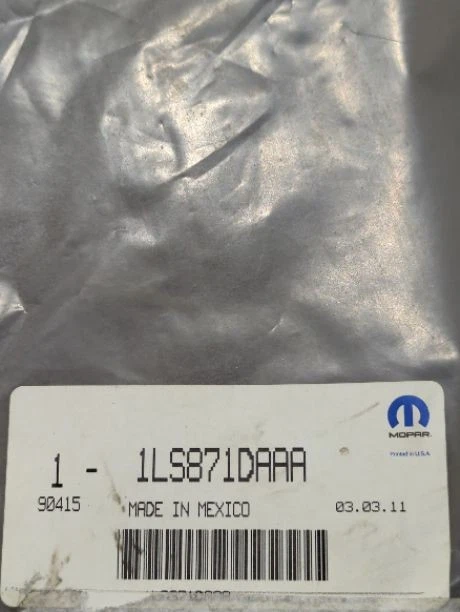 MOPAR
Printed in U.S.A.
1 - 1LS871DAAA
90415 MADE IN MEXICO 03.03.11